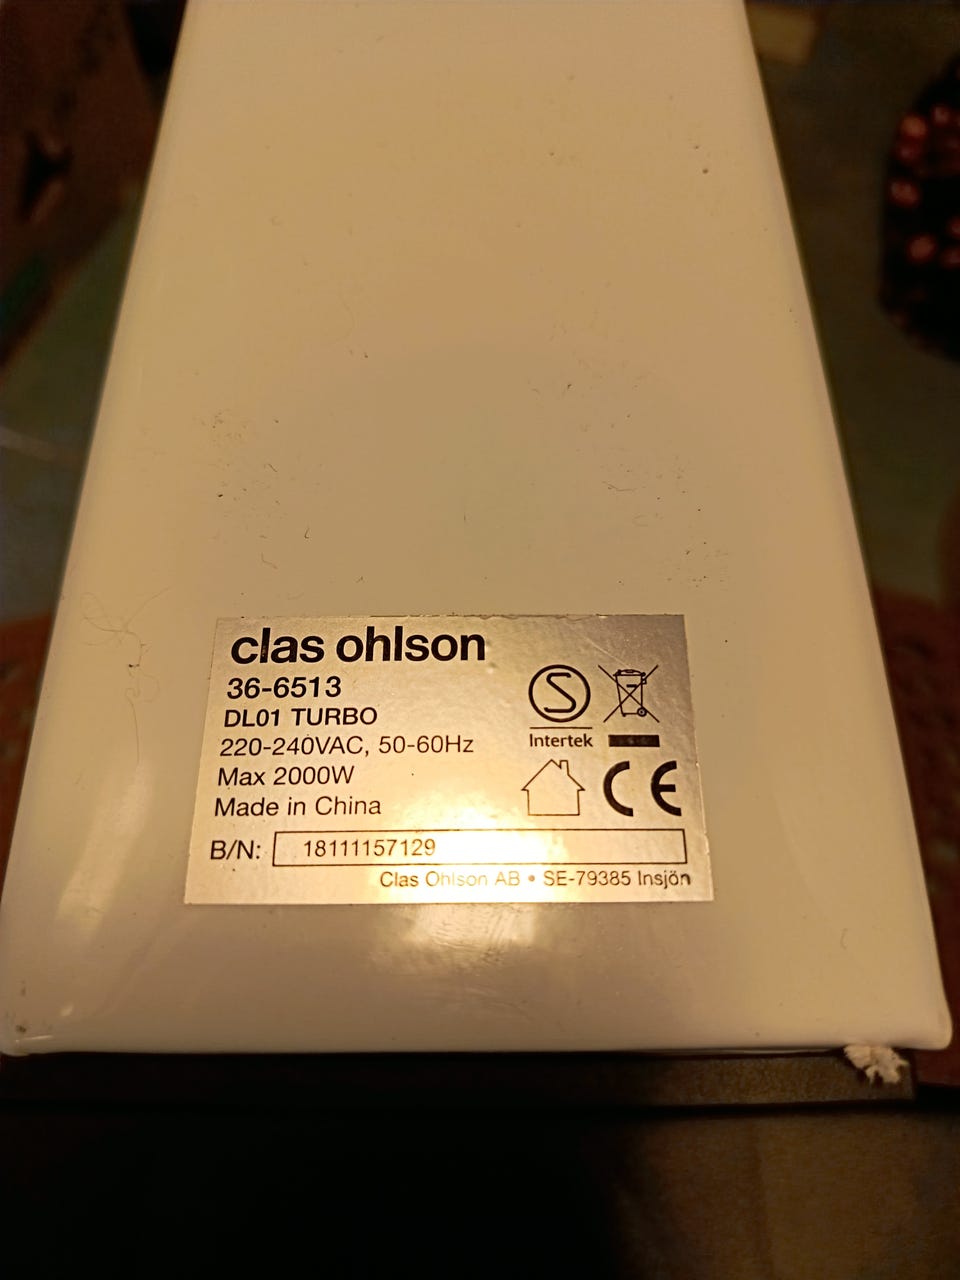 clas ohlson
36-6513
DL01 TURBO
220-240VAC, 50-60Hz
Max 2000W
Made in China
S
Intertek
CE
B/N: 18111157129
Clas Ohlson AB • SE-79385 Insjön